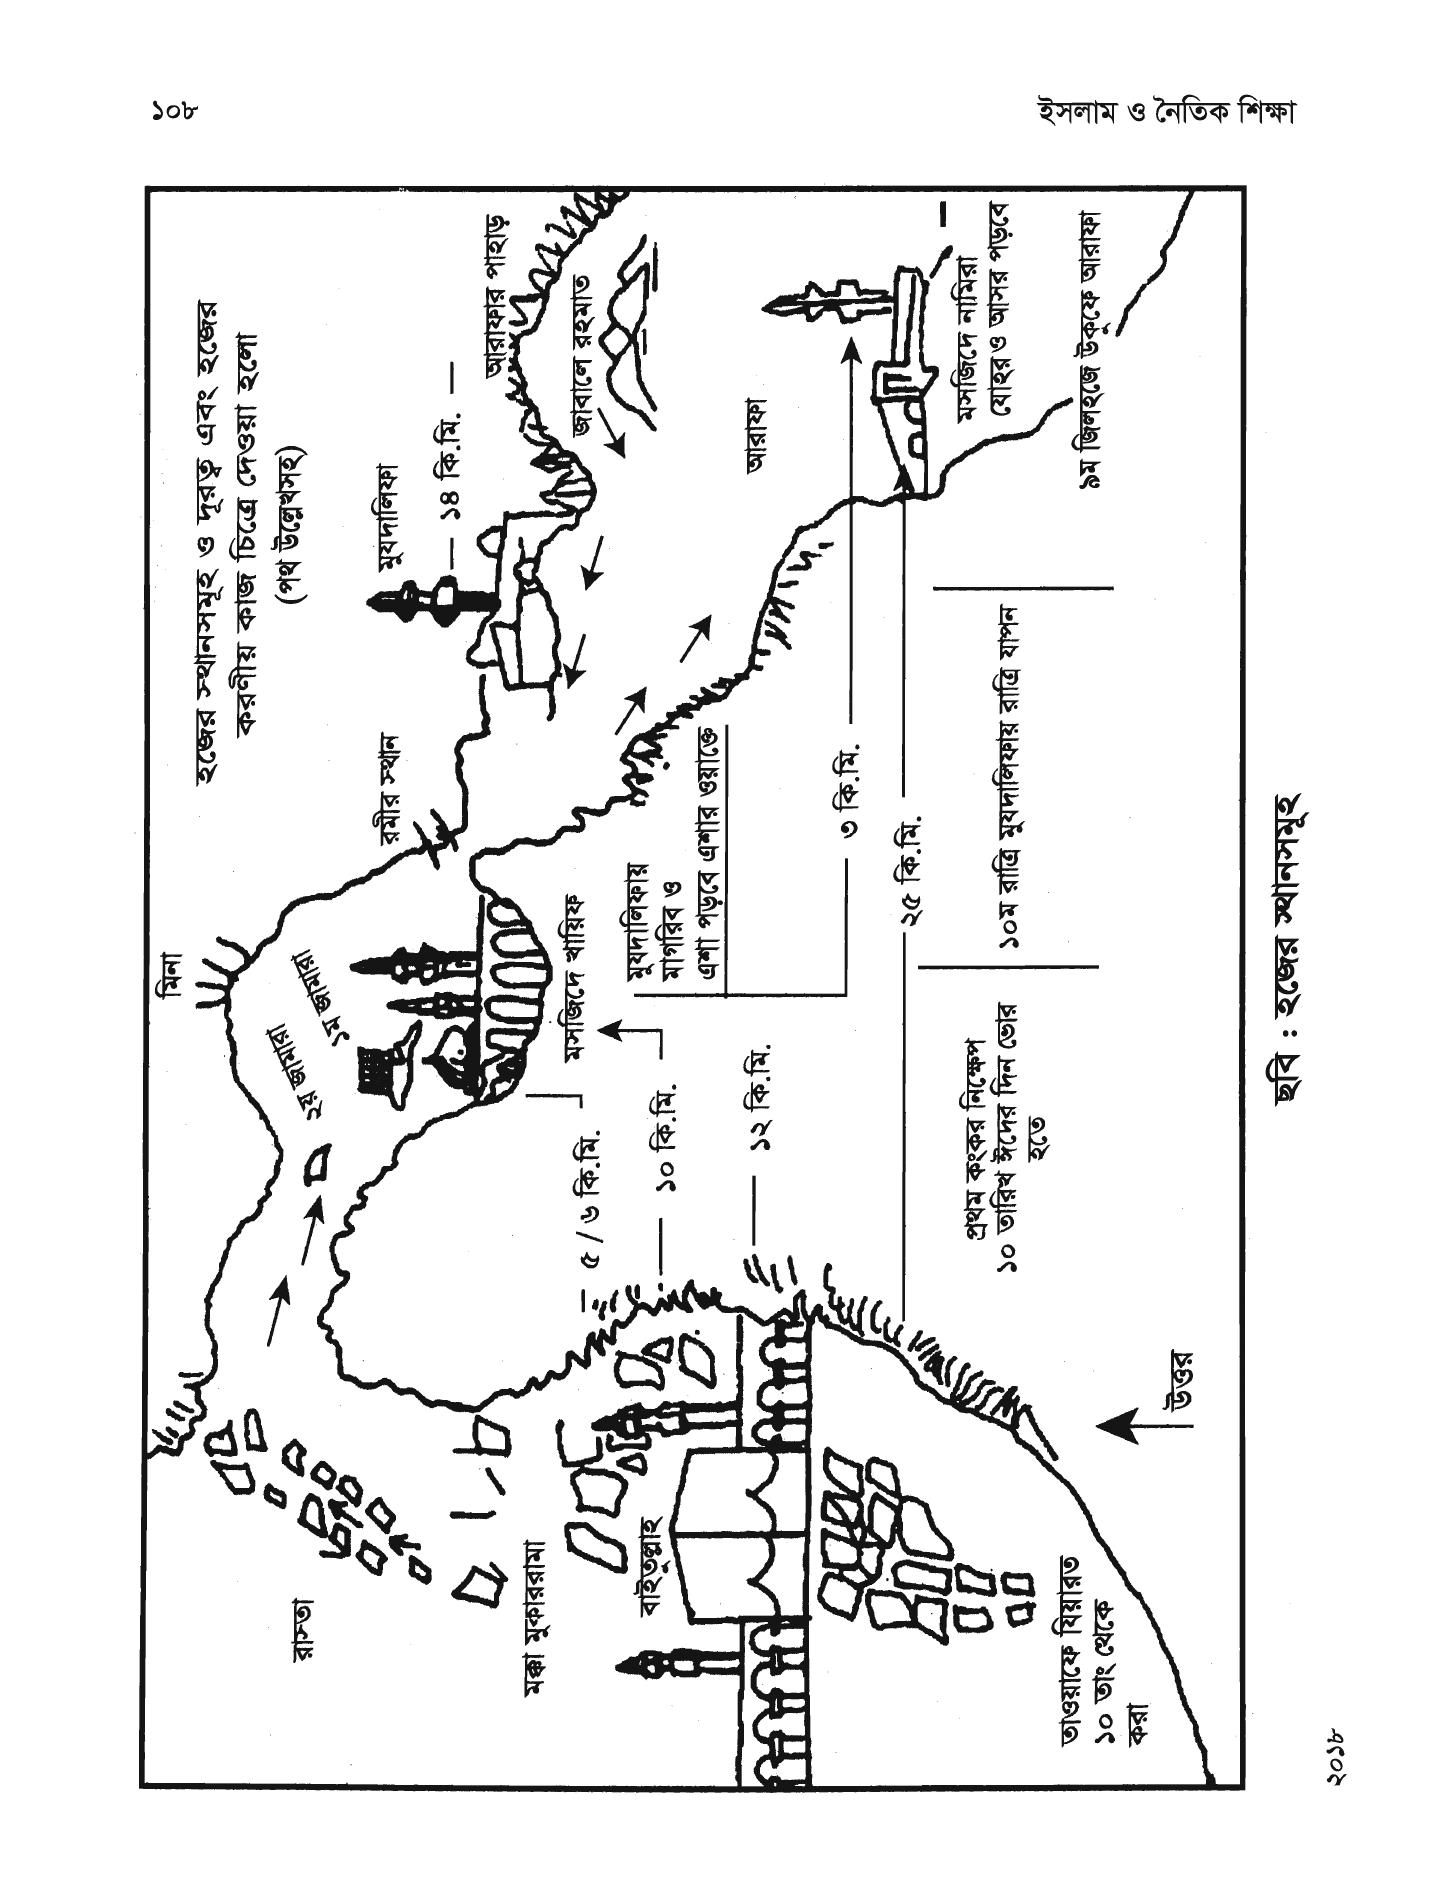 ১০৮
ইসলাম ও নৈতিক শিক্ষা
হজের স্থানসমূহ ও দূরত্ব এবং হজের
করণীয় কাজ চিত্রে দেওয়া হলো
(পথ উল্লেখসহ)
মিনা
২য় জামারা
১ম জামারা
রমীর স্থান
মুযদালিফা
১৪ কি.মি.
আরাফার পাহাড়
জাবালে রহমাত
রাস্তা
মক্কা মুকাররামা
বাইতুল্লাহ
মসজিদে খায়িফ
৫ / ৬ কি.মি.
১০ কি.মি.
১২ কি.মি.
মুযদালিফায়
মাগরিব ও
এশা পড়বে এশার ওয়াক্তে
৩ কি.মি.
২৫ কি.মি.
আরাফা
মসজিদে নামিরা
যোহর ও আসর পড়বে
৯ম জিলহজে উকূফে আরাফা
১০ম রাত্রি মুযদালিফায় রাত্রি যাপন
প্রথম কংকর নিক্ষেপ
১০ তারিখ ঈদের দিন ভোর
হতে
উত্তর
তাওয়াফে যিয়ারত
১০ তাং থেকে
করা
ছবি : হজের স্থানসমূহ
২০১৮